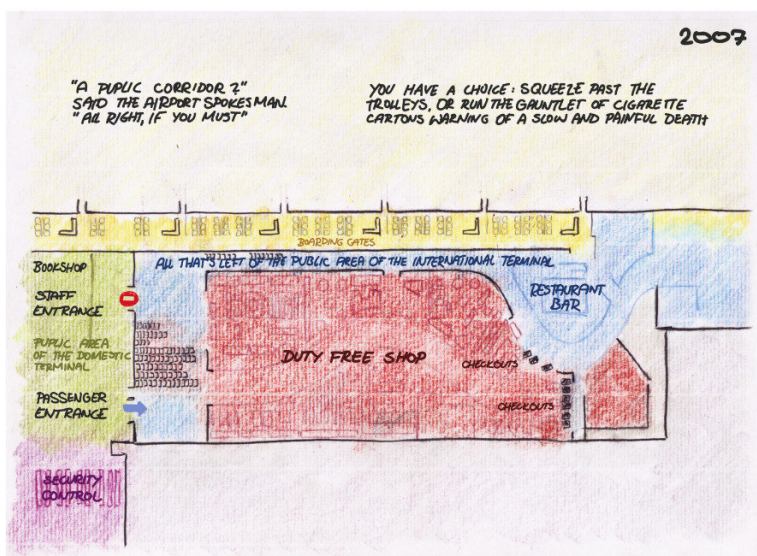 2007
"A PUPLIC CORRIDOR ?"
SAID THE AIRPORT SPOKESMAN.
"ALL RIGHT, IF YOU MUST"
YOU HAVE A CHOICE: SQUEEZE PAST THE
TROLLEYS, OR RUN THE GAUNTLET OF CIGARETTE
CARTONS WARNING OF A SLOW AND PAINFUL DEATH
BOARDING GATES
ALL THAT'S LEFT OF THE PUBLIC AREA OF THE INTERNATIONAL TERMINAL
BOOKSHOP
STAFF
ENTRANCE
RESTAURANT
BAR
PUPLIC AREA
OF THE DOMESTIC
TERMINAL
DUTY FREE SHOP
CHECKOUTS
PASSENGER
ENTRANCE
CHECKOUTS
SECURITY
CONTROL